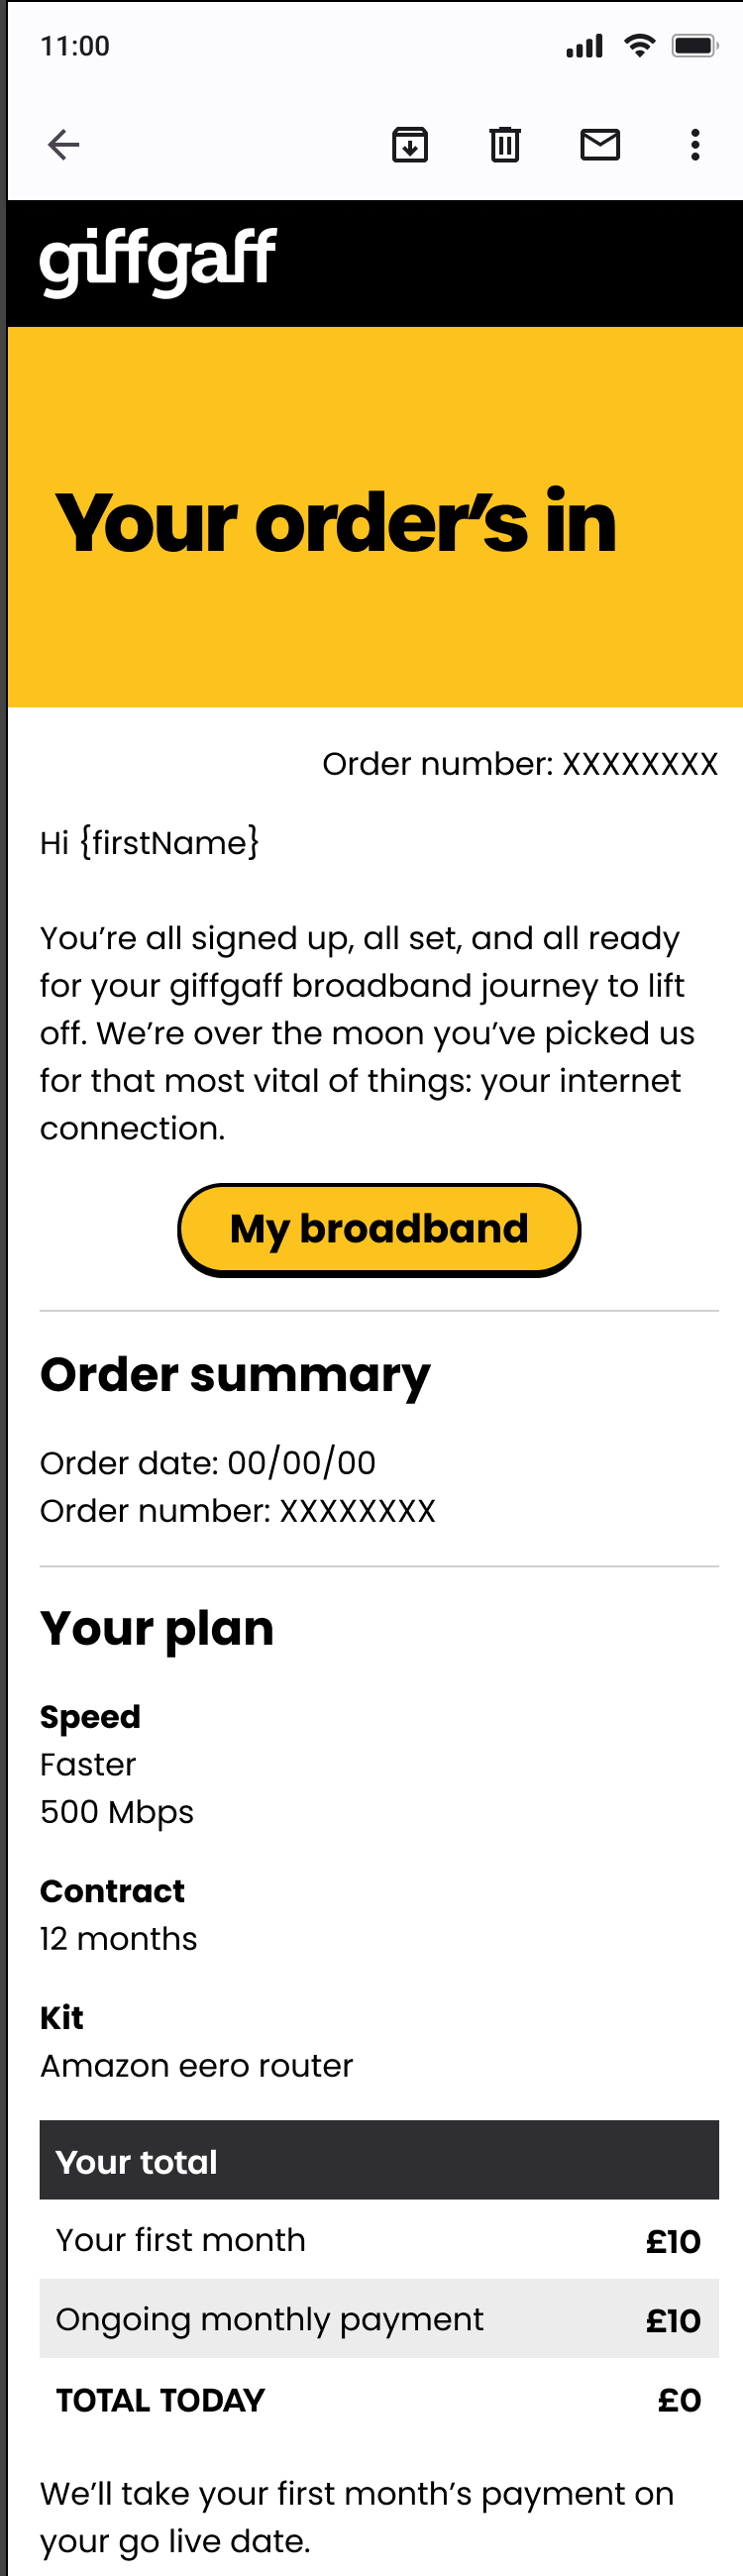 11:00
giffgaff
Your order’s in
Order number: XXXXXXXX
Hi {firstName}
You’re all signed up, all set, and all ready
for your giffgaff broadband journey to lift
off. We’re over the moon you’ve picked us
for that most vital of things: your internet
connection.
My broadband
Order summary
Order date: 00/00/00
Order number: XXXXXXXX
Your plan
Speed
Faster
500 Mbps
Contract
12 months
Kit
Amazon eero router
Your total
Your first month £10
Ongoing monthly payment £10
TOTAL TODAY £0
We’ll take your first month’s payment on
your go live date.